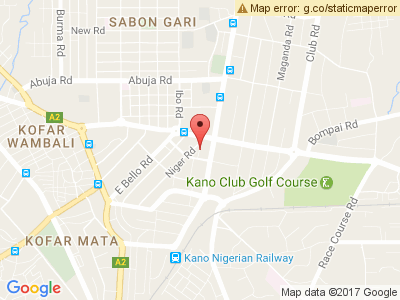 Map error: g.co/staticmaperror
SABON GARI
Burma Rd
New Rd
Maganda Rd
Club Rd
Abuja Rd
Abuja Rd
Ibo Rd
A2
KOFAR
WAMBALI
Bompai Rd
E Bello Rd
Niger Rd
Kano Club Golf Course
KOFAR MATA
A2
Kano Nigerian Railway
Race Course Rd
Google
Map data ©2017 Google